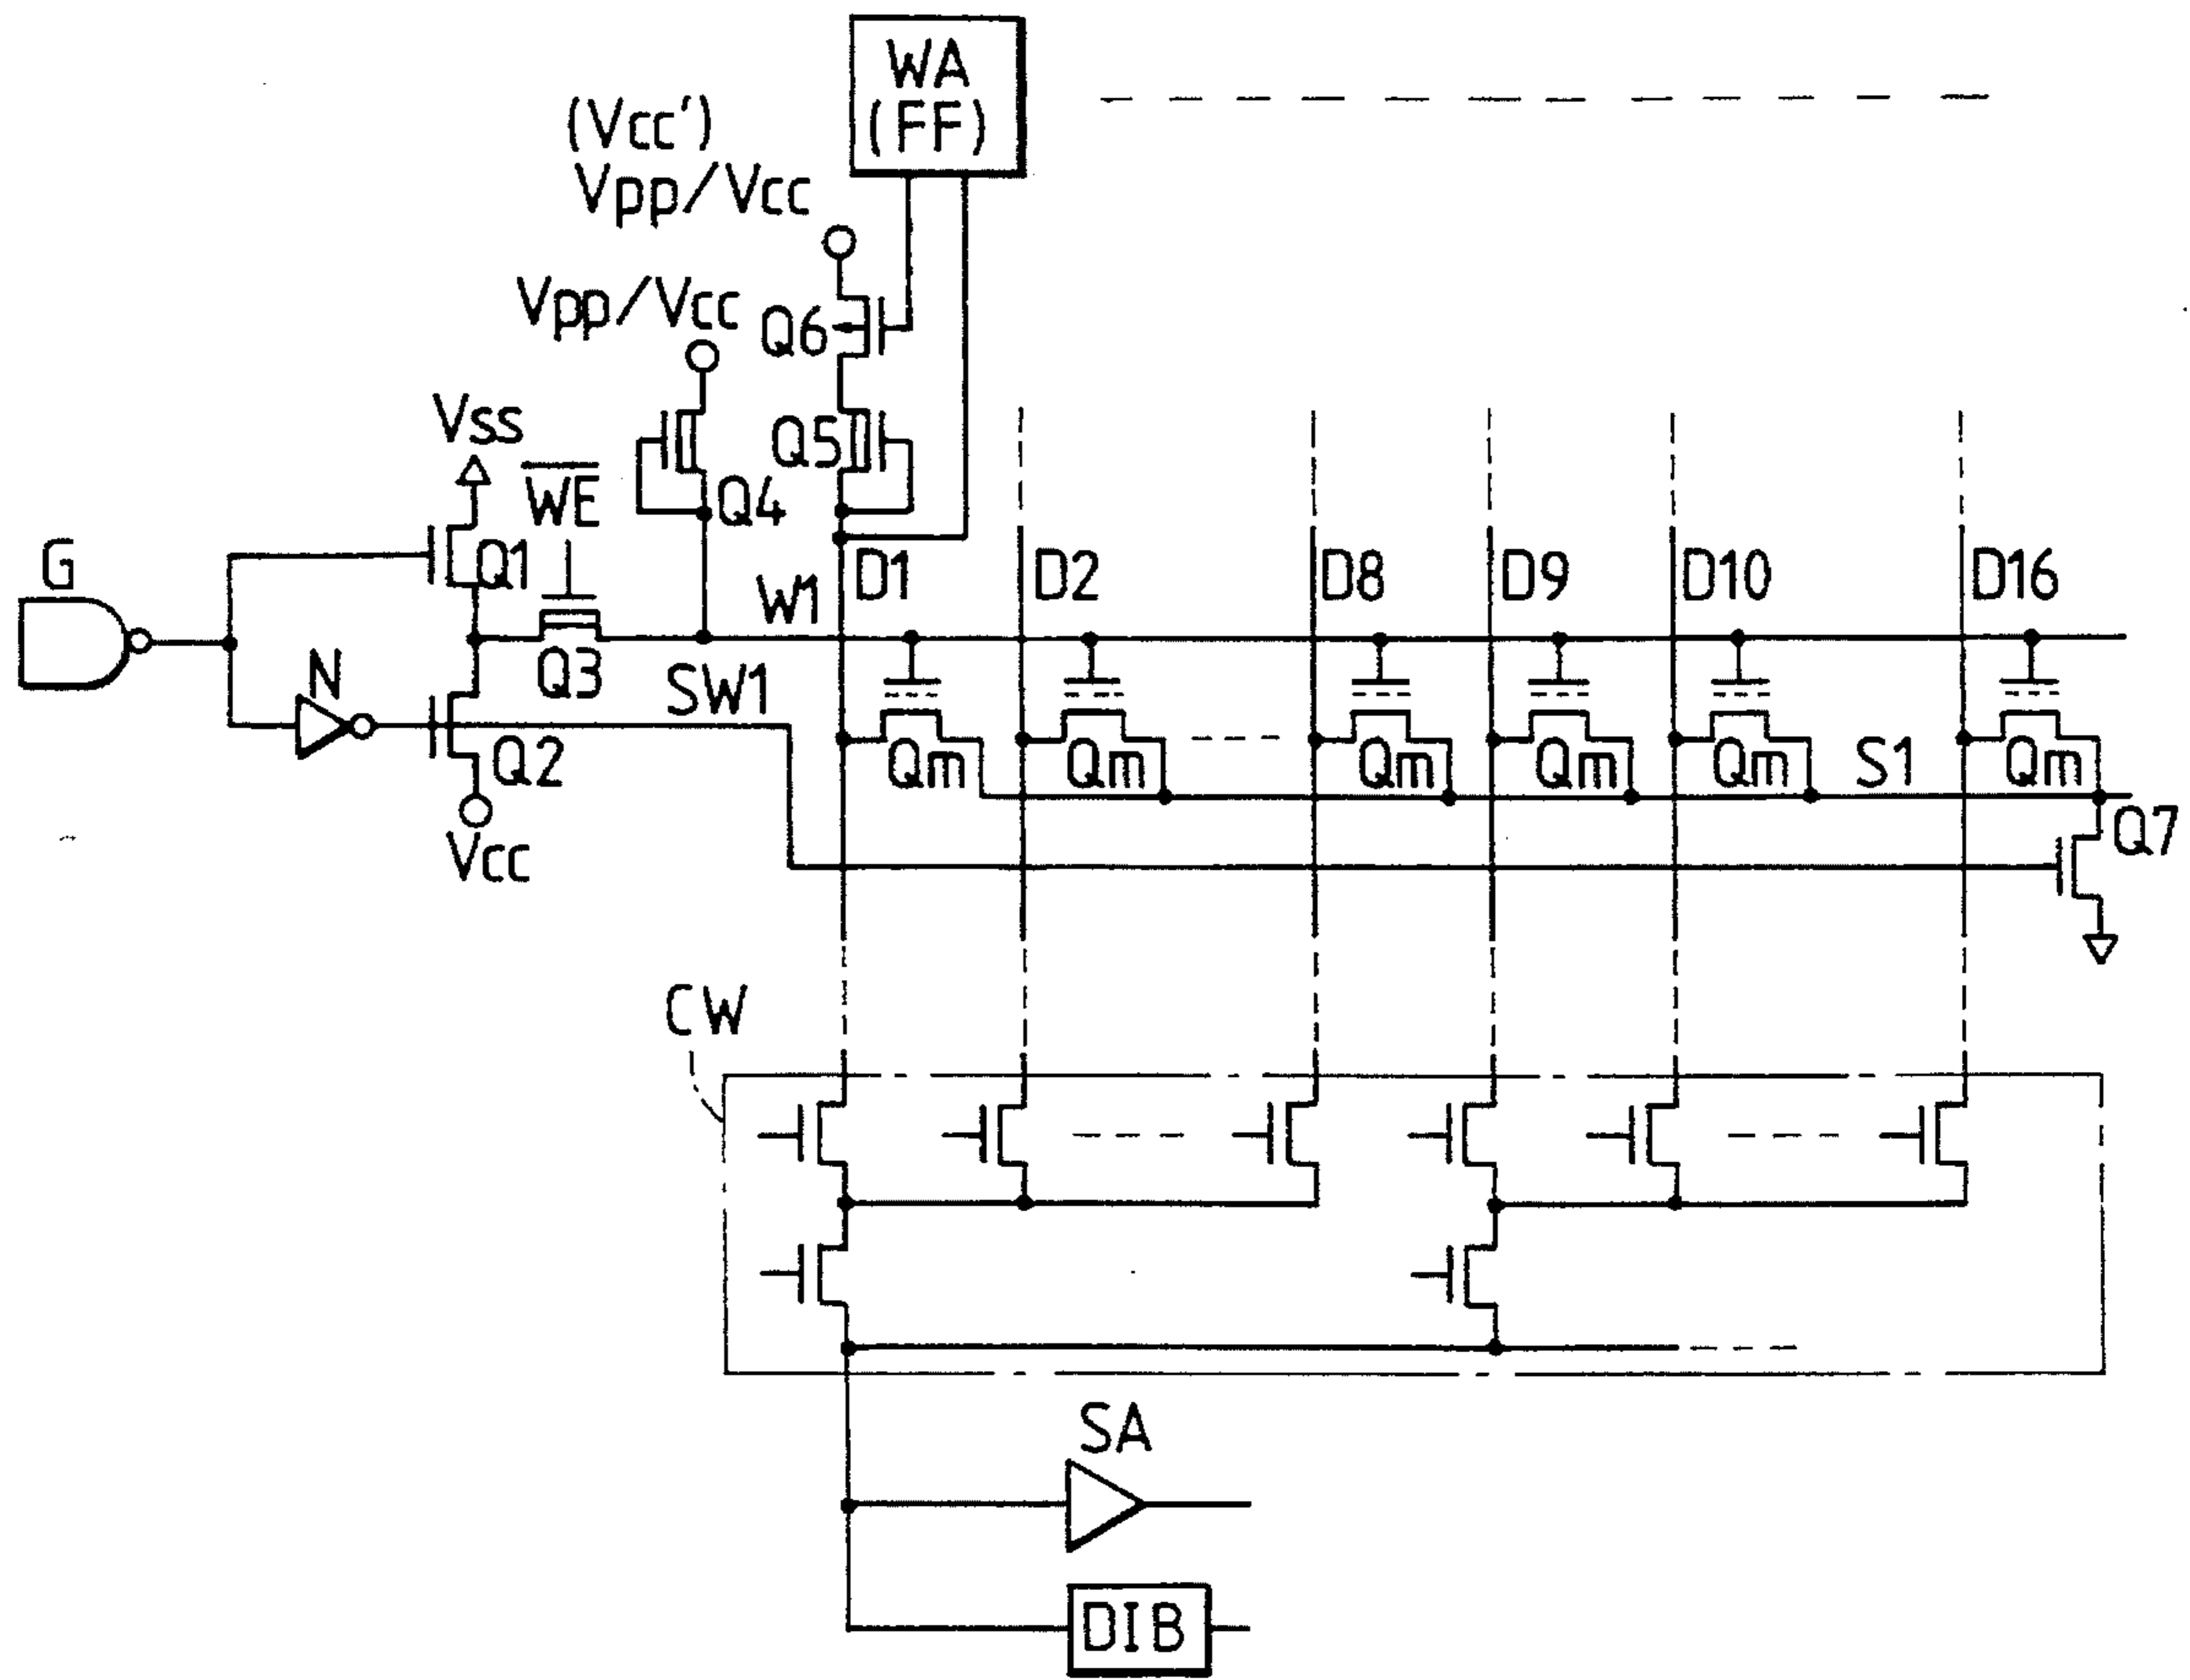 WA
(FF)
(Vcc')
Vpp/Vcc
Vpp/Vcc
Q6
Vss
Q5
WE
Q4
G
Q1
W1
D1
D2
D8
D9
D10
D16
N
Q3
SW1
Q2
Qm
Qm
Qm
Qm
Qm
S1
Qm
Vcc
Q7
CW
SA
DIB